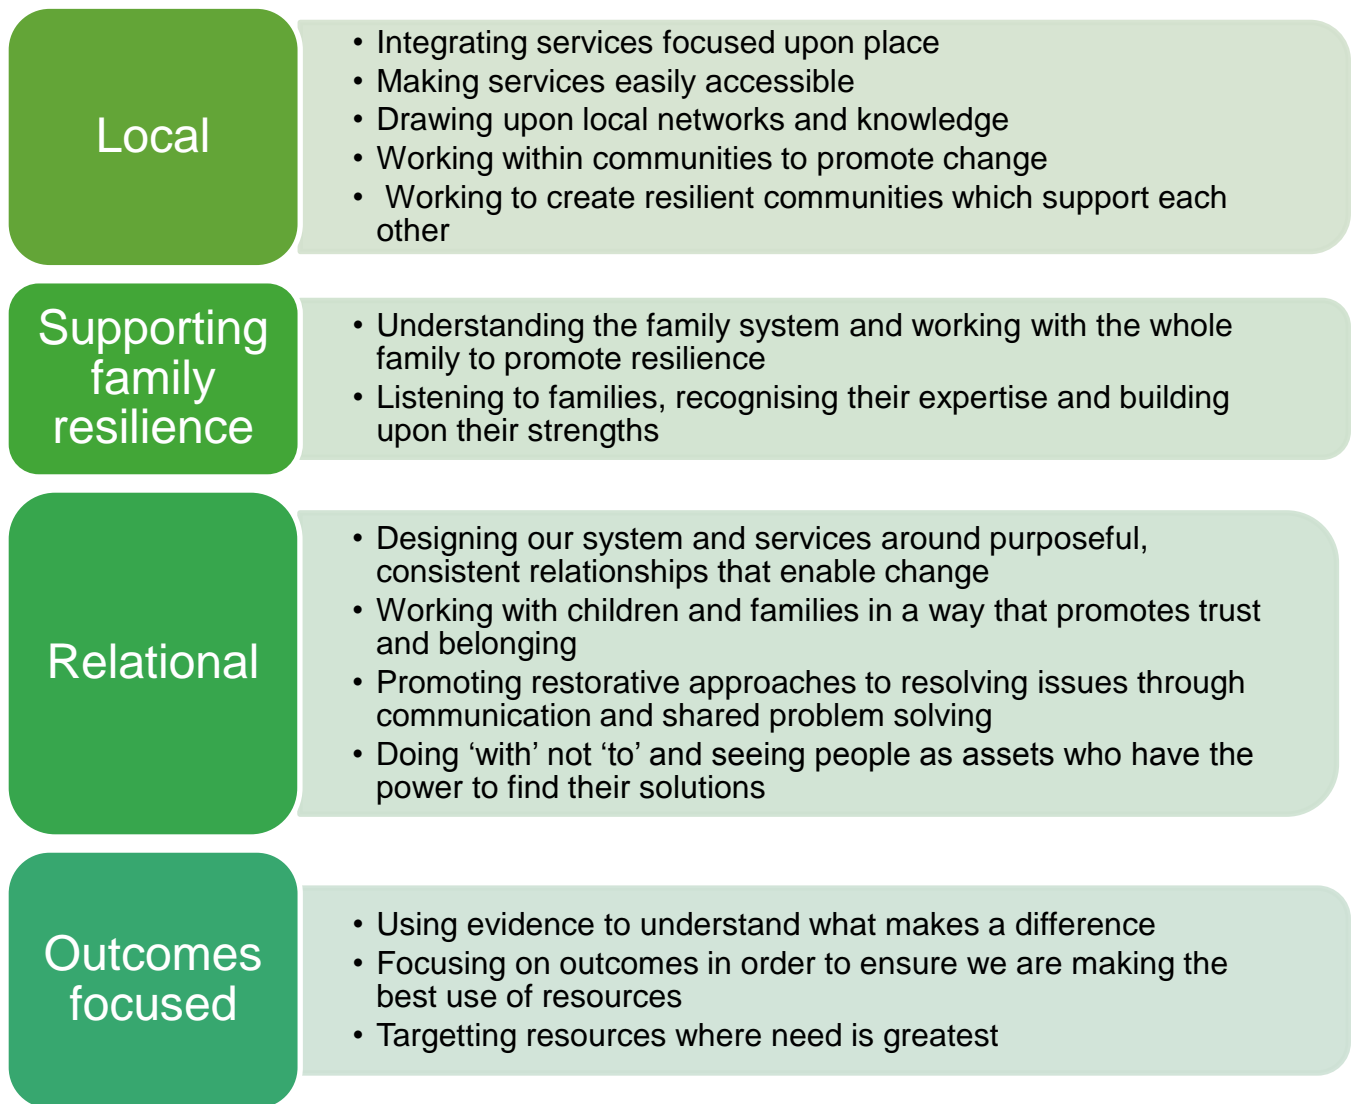 Local
• Integrating services focused upon place
• Making services easily accessible
• Drawing upon local networks and knowledge
• Working within communities to promote change
• Working to create resilient communities which support each
other
Supporting
family
resilience
• Understanding the family system and working with the whole
family to promote resilience
• Listening to families, recognising their expertise and building
upon their strengths
Relational
• Designing our system and services around purposeful,
consistent relationships that enable change
• Working with children and families in a way that promotes trust
and belonging
• Promoting restorative approaches to resolving issues through
communication and shared problem solving
• Doing ‘with’ not ‘to’ and seeing people as assets who have the
power to find their solutions
Outcomes
focused
• Using evidence to understand what makes a difference
• Focusing on outcomes in order to ensure we are making the
best use of resources
• Targetting resources where need is greatest